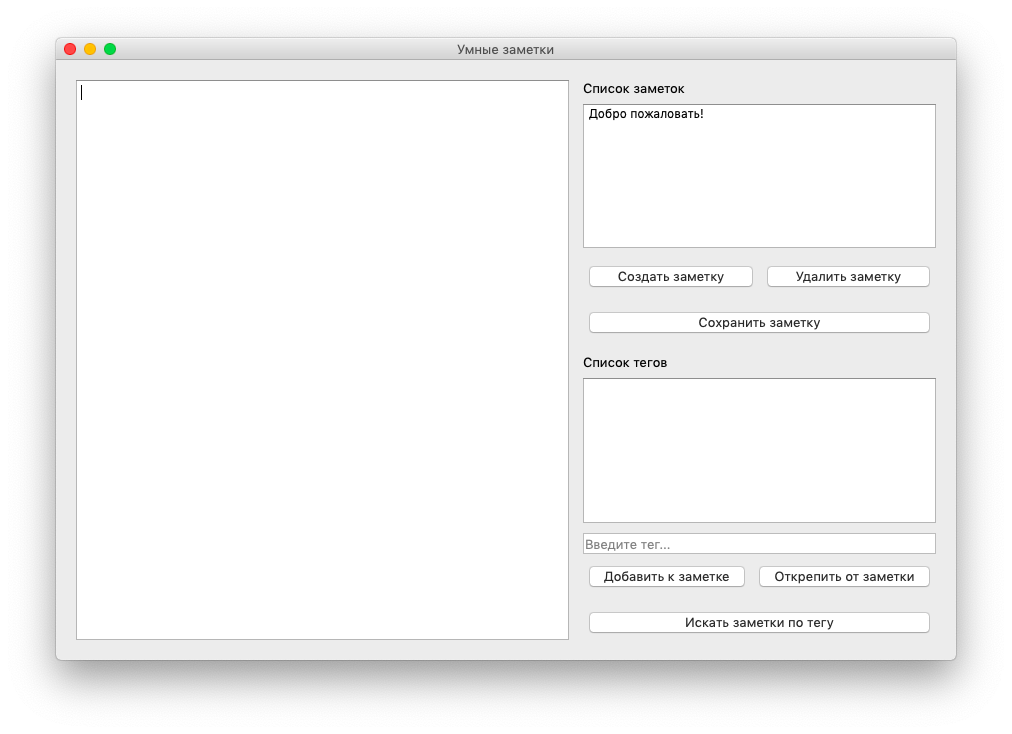 Умные заметки
Список заметок
Добро пожаловать!
Создать заметку
Удалить заметку
Сохранить заметку
Список тегов
Введите тег...
Добавить к заметке
Открепить от заметки
Искать заметки по тегу